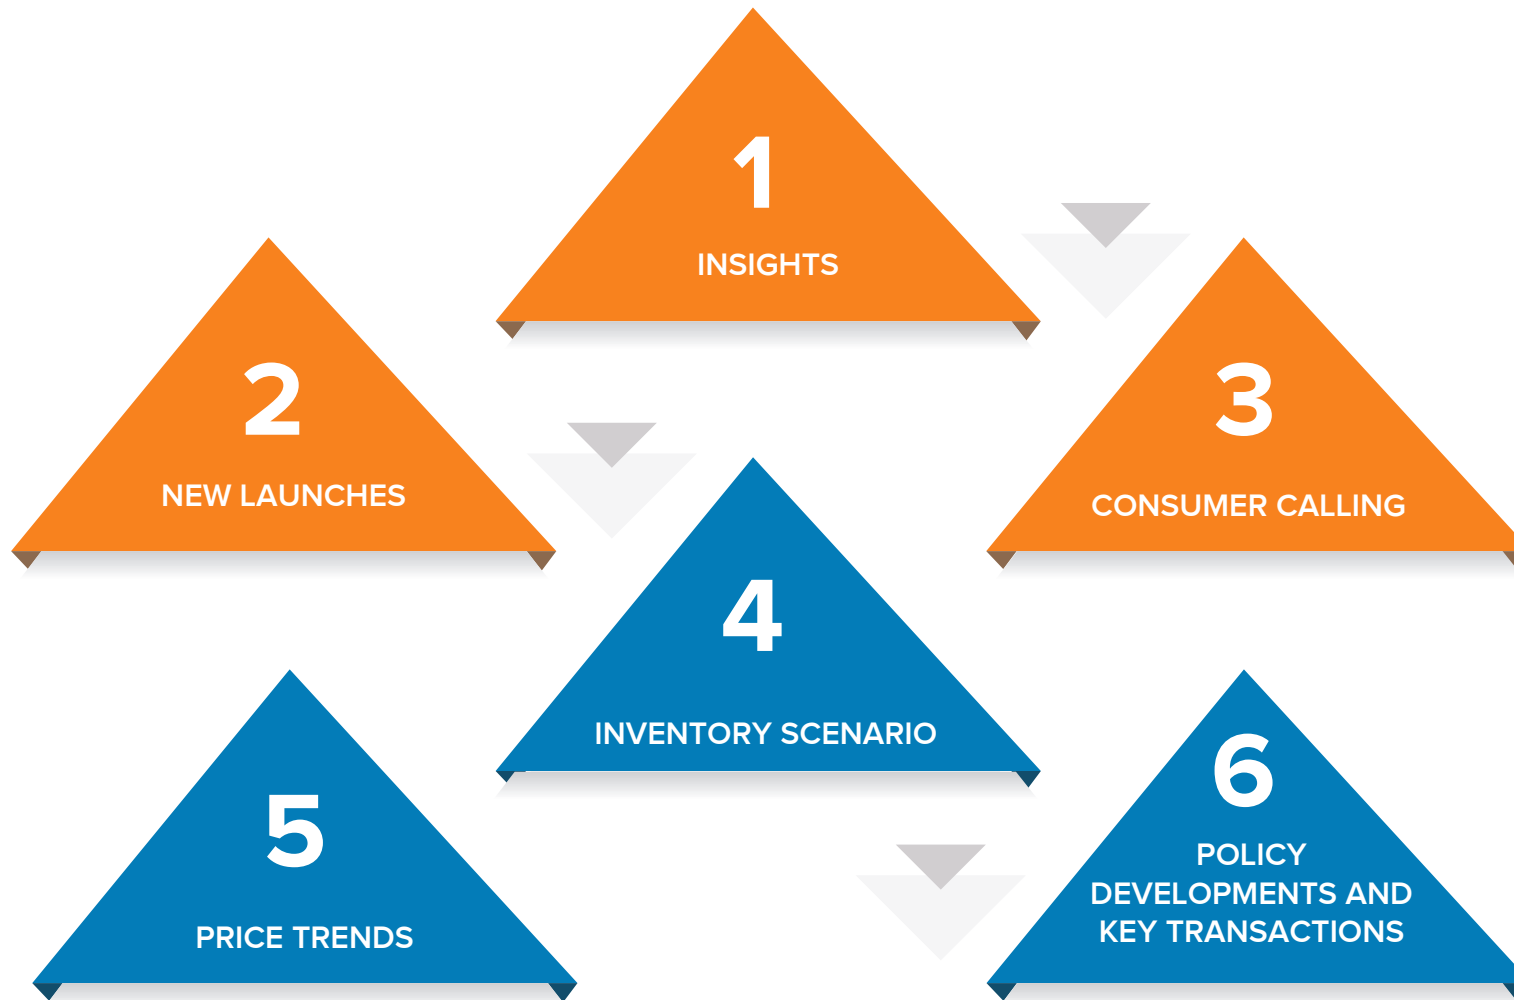 1
INSIGHTS
2
NEW LAUNCHES
3
CONSUMER CALLING
4
INVENTORY SCENARIO
5
PRICE TRENDS
6
POLICY
DEVELOPMENTS AND
KEY TRANSACTIONS